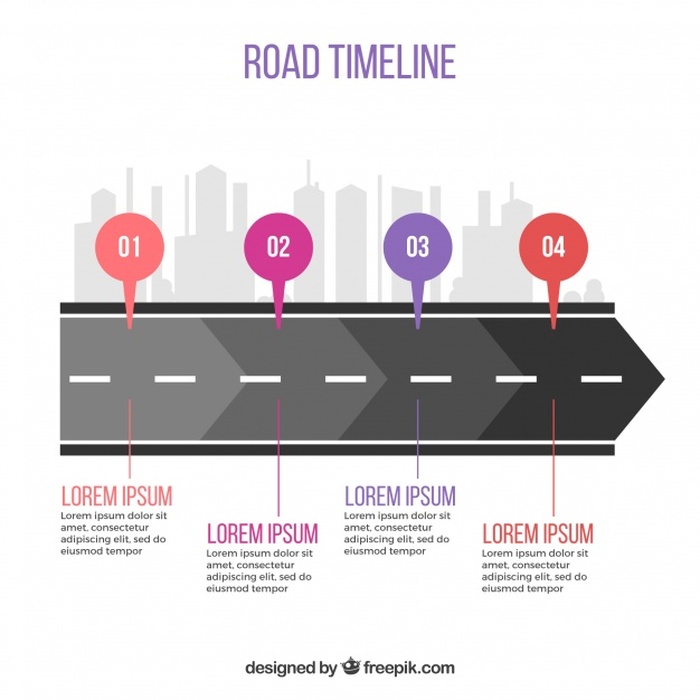 ROAD TIMELINE
01
02
03
04
LOREM IPSUM
Lorem ipsum dolor sit
amet, consectetur
adipiscing elit, sed do
eiusmod tempor
LOREM IPSUM
Lorem ipsum dolor sit
amet, consectetur
adipiscing elit, sed do
eiusmod tempor
LOREM IPSUM
Lorem ipsum dolor sit
amet, consectetur
adipiscing elit, sed do
eiusmod tempor
LOREM IPSUM
Lorem ipsum dolor sit
amet, consectetur
adipiscing elit, sed do
eiusmod tempor
designed by freepik.com